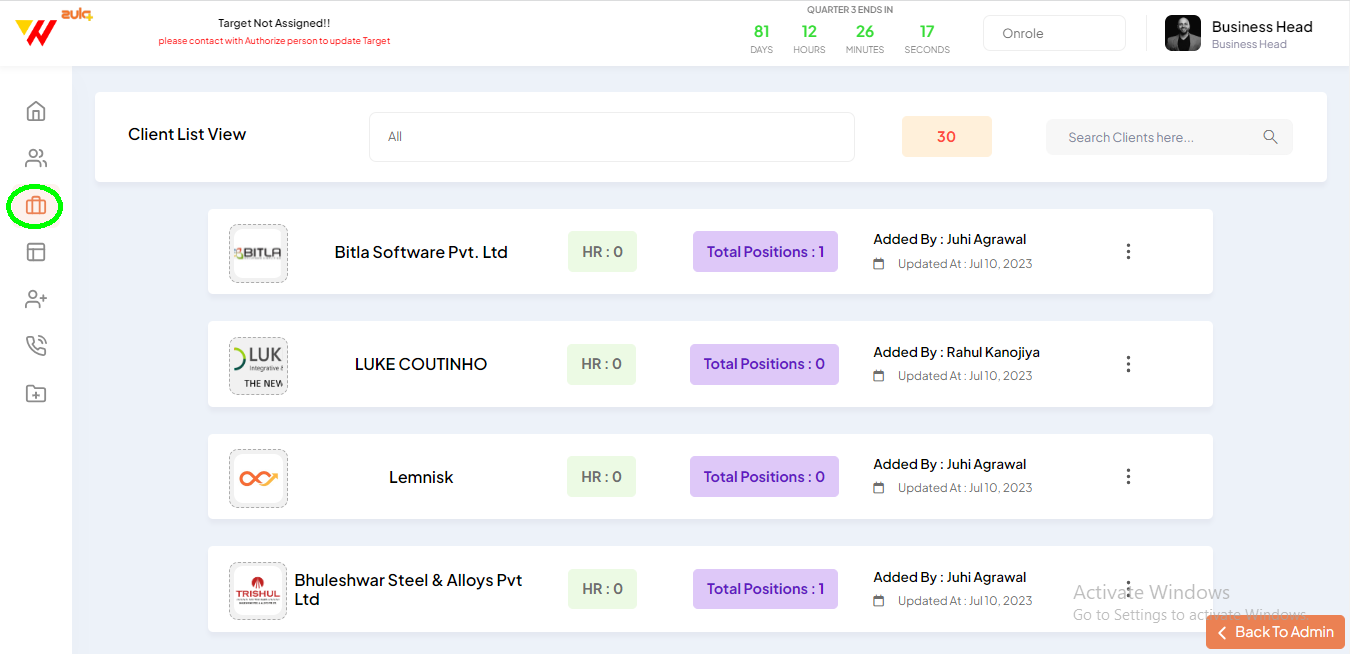 zulq
Target Not Assigned!!
please contact with Authorize person to update Target
QUARTER 3 ENDS IN
81 12 26 17
DAYS HOURS MINUTES SECONDS
Onrole
Business Head
Business Head
Client List View
All
30
Search Clients here...
BITLA
Bitla Software Pvt. Ltd
HR : 0
Total Positions : 1
Added By : Juhi Agrawal
Updated At : Jul 10, 2023
LUK
Integrative
THE NEW
LUKE COUTINHO
HR : 0
Total Positions : 0
Added By : Rahul Kanojiya
Updated At : Jul 10, 2023
Lemnisk
HR : 0
Total Positions : 0
Added By : Juhi Agrawal
Updated At : Jul 10, 2023
TRISHUL
Bhuleshwar Steel & Alloys Pvt
Ltd
HR : 0
Total Positions : 1
Added By : Juhi Agrawal
Updated At : Jul 10, 2023
Activate Windows
Go to Settings to activate Windows.
Back To Admin